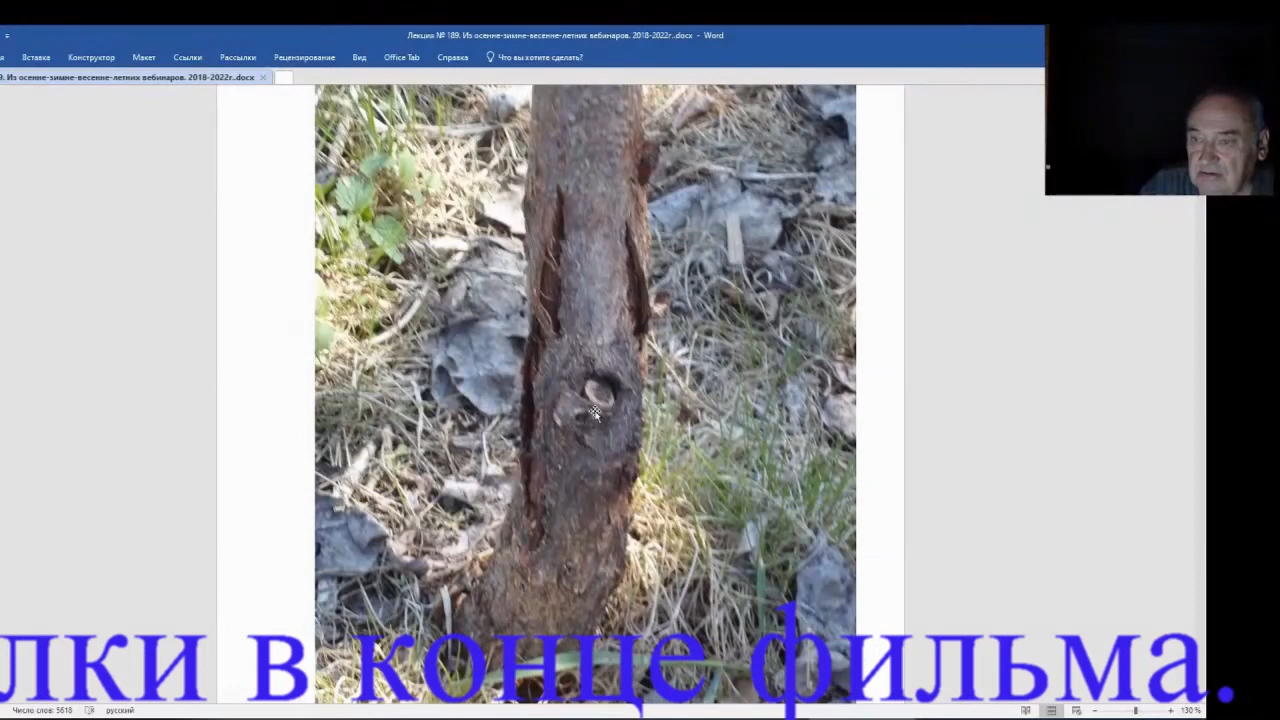 Лекция № 189. Из осенне-зимне-весенне-летних вебинаров. 2018-2022г..docx - Word
Вставка Конструктор Макет Ссылки Рассылки Рецензирование Вид Office Tab Справка Что вы хотите сделать?
9. Из осенне-зимне-весенне-летних вебинаров. 2018-2022г..docx
лки в конце фильма.
Число слов: 5618 русский 130 %